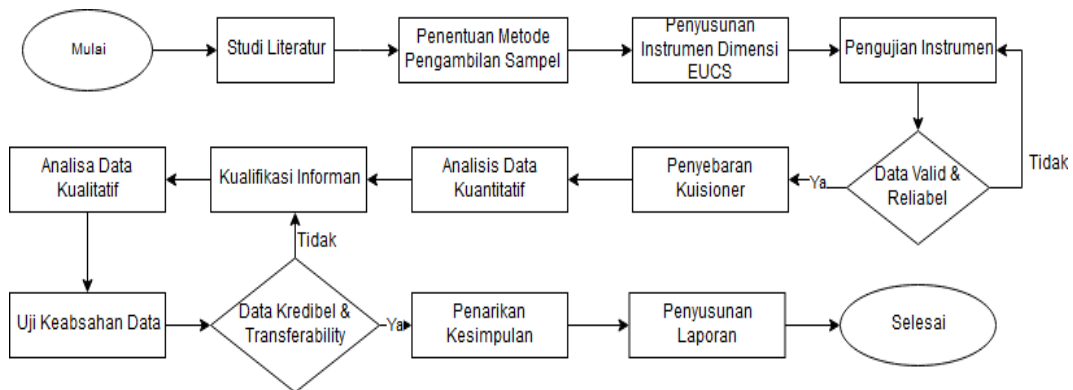 Mulai
Studi Literatur
Penentuan Metode
Pengambilan Sampel
Penyusunan
Instrumen Dimensi
EUCS
Pengujian Instrumen
Tidak
Data Valid &
Reliabel
Ya
Penyebaran
Kuisioner
Analisis Data
Kuantitatif
Kualifikasi Informan
Analisa Data
Kualitatif
Uji Keabsahan Data
Data Kredibel &
Transferability
Tidak
Ya
Penarikan
Kesimpulan
Penyusunan
Laporan
Selesai